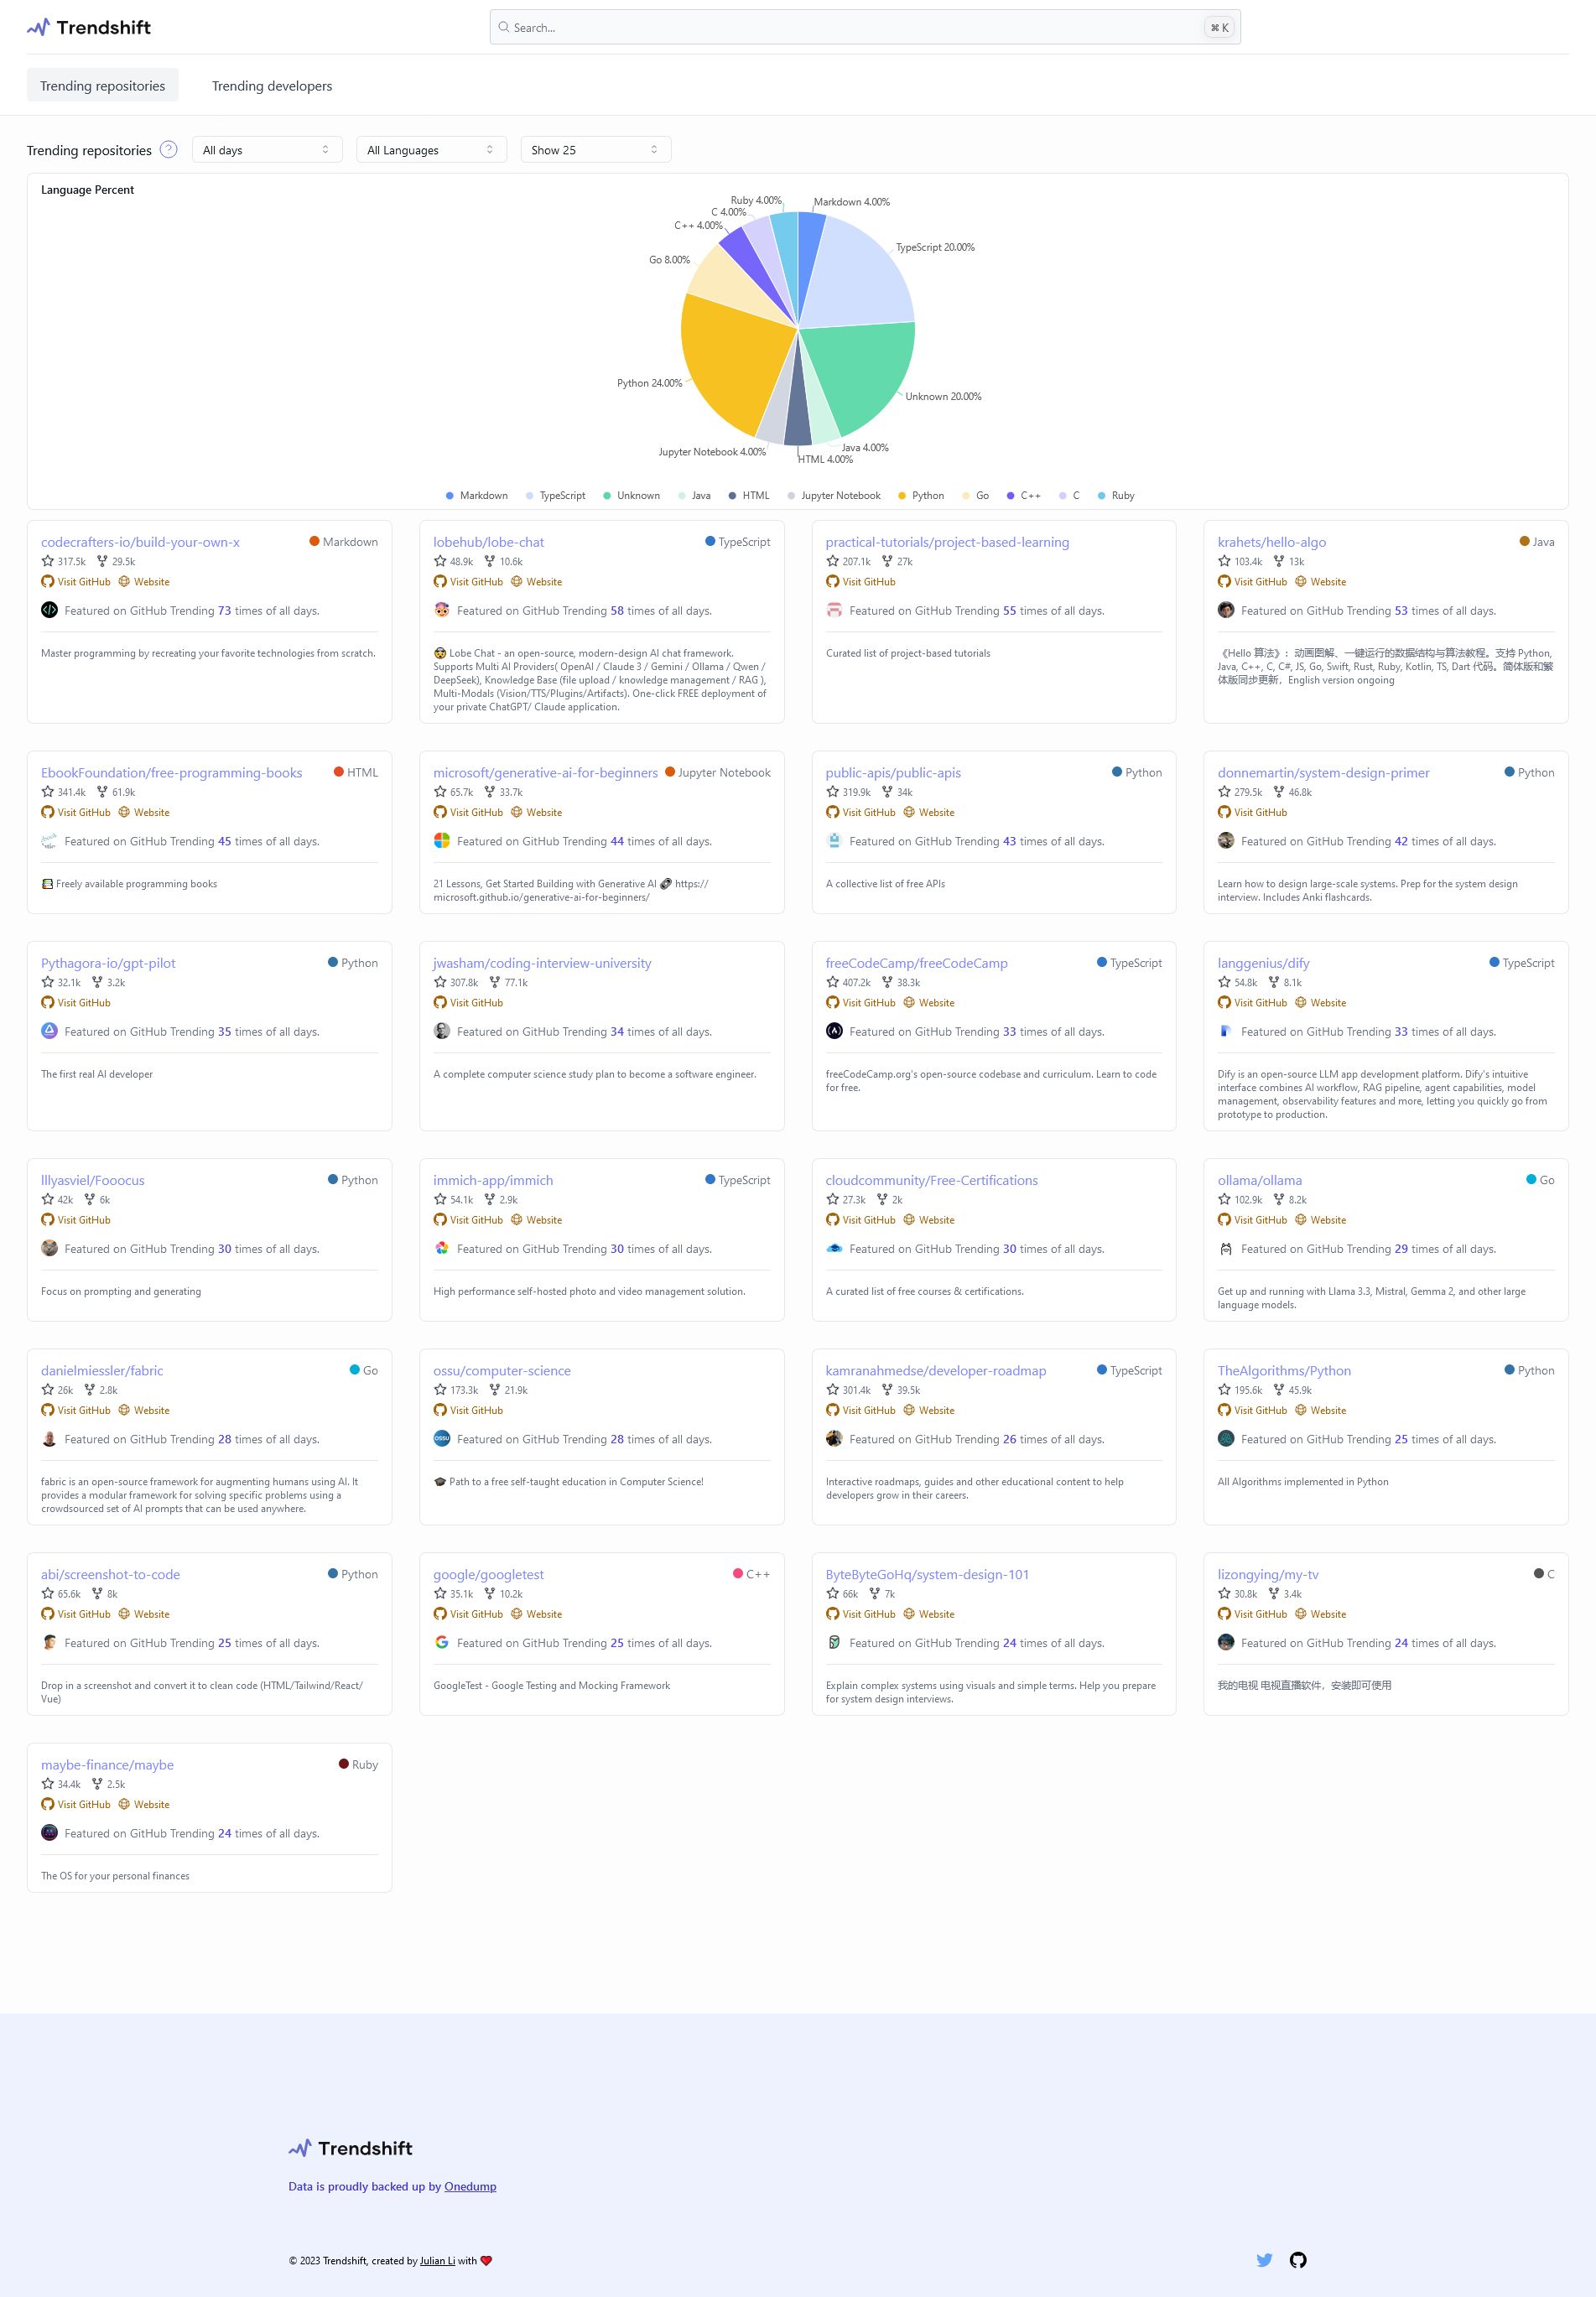 Trendshift
Search...
⌘ K
Trending repositories
Trending developers
Trending repositories
?
All days
All Languages
Show 25
Language Percent
Ruby 4.00%
Markdown 4.00%
C 4.00%
C++ 4.00%
TypeScript 20.00%
Go 8.00%
Python 24.00%
Unknown 20.00%
Java 4.00%
Jupyter Notebook 4.00%
HTML 4.00%
Markdown TypeScript Unknown Java HTML Jupyter Notebook Python Go C++ C Ruby
codecrafters-io/build-your-own-x
Markdown
317.5k 29.5k
Visit GitHub Website
Featured on GitHub Trending 73 times of all days.
Master programming by recreating your favorite technologies from scratch.
lobehub/lobe-chat
TypeScript
48.9k 10.6k
Visit GitHub Website
Featured on GitHub Trending 58 times of all days.
🤯 Lobe Chat - an open-source, modern-design AI chat framework.
Supports Multi AI Providers( OpenAI / Claude 3 / Gemini / Ollama / Qwen /
DeepSeek), Knowledge Base (file upload / knowledge management / RAG ),
Multi-Modals (Vision/TTS/Plugins/Artifacts). One-click FREE deployment of
your private ChatGPT/ Claude application.
practical-tutorials/project-based-learning
207.1k 27k
Visit GitHub
Featured on GitHub Trending 55 times of all days.
Curated list of project-based tutorials
krahets/hello-algo
Java
103.4k 13k
Visit GitHub Website
Featured on GitHub Trending 53 times of all days.
《Hello 算法》：动画图解、一键运行的数据结构与算法教程。支持 Python,
Java, C++, C, C#, JS, Go, Swift, Rust, Ruby, Kotlin, TS, Dart 代码。简体版和繁
体版同步更新，English version ongoing
EbookFoundation/free-programming-books
HTML
341.4k 61.9k
Visit GitHub Website
Featured on GitHub Trending 45 times of all days.
📚 Freely available programming books
microsoft/generative-ai-for-beginners
Jupyter Notebook
65.7k 33.7k
Visit GitHub Website
Featured on GitHub Trending 44 times of all days.
21 Lessons, Get Started Building with Generative AI 🔗 https://
microsoft.github.io/generative-ai-for-beginners/
public-apis/public-apis
Python
319.9k 34k
Visit GitHub Website
Featured on GitHub Trending 43 times of all days.
A collective list of free APIs
donnemartin/system-design-primer
Python
279.5k 46.8k
Visit GitHub
Featured on GitHub Trending 42 times of all days.
Learn how to design large-scale systems. Prep for the system design
interview. Includes Anki flashcards.
Pythagora-io/gpt-pilot
Python
32.1k 3.2k
Visit GitHub
Featured on GitHub Trending 35 times of all days.
The first real AI developer
jwasham/coding-interview-university
307.8k 77.1k
Visit GitHub
Featured on GitHub Trending 34 times of all days.
A complete computer science study plan to become a software engineer.
freeCodeCamp/freeCodeCamp
TypeScript
407.2k 38.3k
Visit GitHub Website
Featured on GitHub Trending 33 times of all days.
freeCodeCamp.org's open-source codebase and curriculum. Learn to code
for free.
langgenius/dify
TypeScript
54.8k 8.1k
Visit GitHub Website
Featured on GitHub Trending 33 times of all days.
Dify is an open-source LLM app development platform. Dify's intuitive
interface combines AI workflow, RAG pipeline, agent capabilities, model
management, observability features and more, letting you quickly go from
prototype to production.
lllyasviel/Fooocus
Python
42k 6k
Visit GitHub
Featured on GitHub Trending 30 times of all days.
Focus on prompting and generating
immich-app/immich
TypeScript
54.1k 2.9k
Visit GitHub Website
Featured on GitHub Trending 30 times of all days.
High performance self-hosted photo and video management solution.
cloudcommunity/Free-Certifications
27.3k 2k
Visit GitHub Website
Featured on GitHub Trending 30 times of all days.
A curated list of free courses & certifications.
ollama/ollama
Go
102.9k 8.2k
Visit GitHub Website
Featured on GitHub Trending 29 times of all days.
Get up and running with Llama 3.3, Mistral, Gemma 2, and other large
language models.
danielmiessler/fabric
Go
26k 2.8k
Visit GitHub Website
Featured on GitHub Trending 28 times of all days.
fabric is an open-source framework for augmenting humans using AI. It
provides a modular framework for solving specific problems using a
crowdsourced set of AI prompts that can be used anywhere.
ossu/computer-science
173.3k 21.9k
Visit GitHub
OSSU
Featured on GitHub Trending 28 times of all days.
🎓 Path to a free self-taught education in Computer Science!
kamranahmedse/developer-roadmap
TypeScript
301.4k 39.5k
Visit GitHub Website
Featured on GitHub Trending 26 times of all days.
Interactive roadmaps, guides and other educational content to help
developers grow in their careers.
TheAlgorithms/Python
Python
195.6k 45.9k
Visit GitHub Website
Featured on GitHub Trending 25 times of all days.
All Algorithms implemented in Python
abi/screenshot-to-code
Python
65.6k 8k
Visit GitHub Website
Featured on GitHub Trending 25 times of all days.
Drop in a screenshot and convert it to clean code (HTML/Tailwind/React/
Vue)
google/googletest
C++
35.1k 10.2k
Visit GitHub Website
Featured on GitHub Trending 25 times of all days.
GoogleTest - Google Testing and Mocking Framework
ByteByteGoHq/system-design-101
66k 7k
Visit GitHub Website
Featured on GitHub Trending 24 times of all days.
Explain complex systems using visuals and simple terms. Help you prepare
for system design interviews.
lizongying/my-tv
C
30.8k 3.4k
Visit GitHub Website
Featured on GitHub Trending 24 times of all days.
我的电视 电视直播软件，安装即可使用
maybe-finance/maybe
Ruby
34.4k 2.5k
Visit GitHub Website
Featured on GitHub Trending 24 times of all days.
The OS for your personal finances
Trendshift
Data is proudly backed up by Onedump
© 2023 Trendshift, created by Julian Li with ❤️